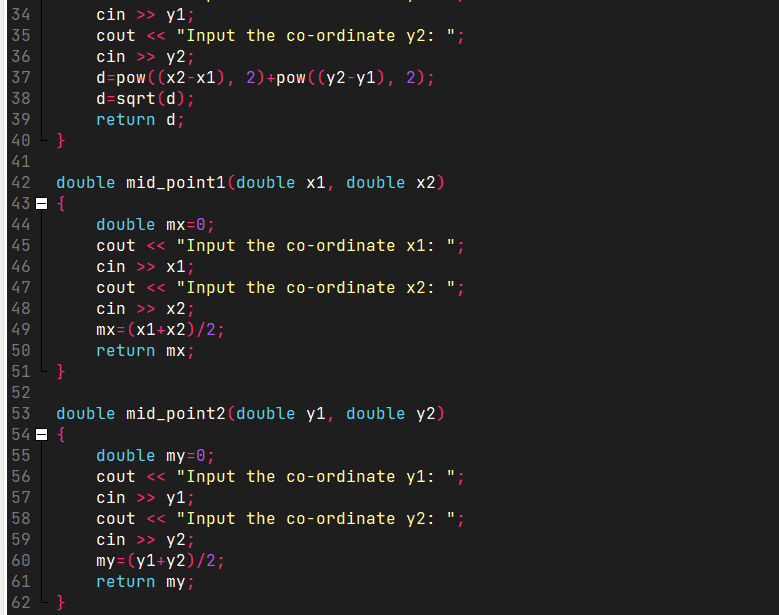 34 cin >> y1;
35 cout << "Input the co-ordinate y2: ";
36 cin >> y2;
37 d=pow((x2-x1), 2)+pow((y2-y1), 2);
38 d=sqrt(d);
39 return d;
40 }
41
42 double mid_point1(double x1, double x2)
43 {
44 double mx=0;
45 cout << "Input the co-ordinate x1: ";
46 cin >> x1;
47 cout << "Input the co-ordinate x2: ";
48 cin >> x2;
49 mx=(x1+x2)/2;
50 return mx;
51 }
52
53 double mid_point2(double y1, double y2)
54 {
55 double my=0;
56 cout << "Input the co-ordinate y1: ";
57 cin >> y1;
58 cout << "Input the co-ordinate y2: ";
59 cin >> y2;
60 my=(y1+y2)/2;
61 return my;
62 }